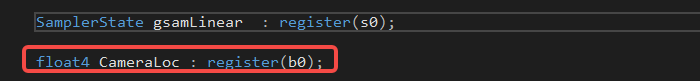 SamplerState gsamLinear  : register(s0);
float4 CameraLoc : register(b0);